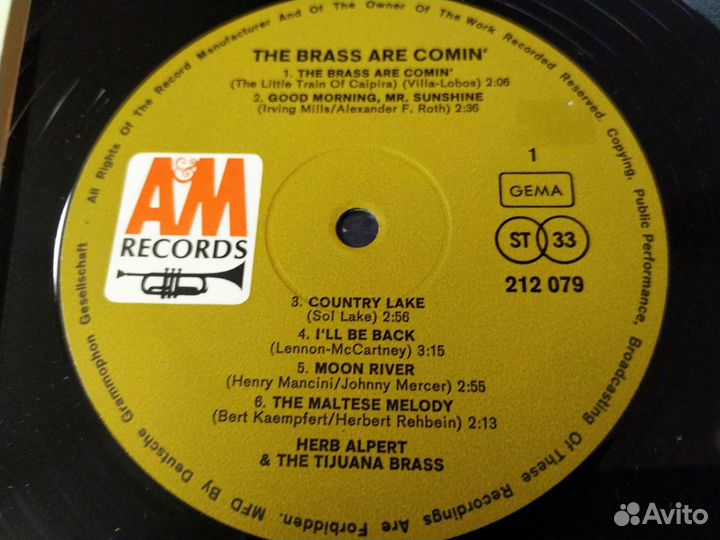 THE BRASS ARE COMIN'
1. THE BRASS ARE COMIN'
(The Little Train Of Caipira) (Villa-Lobos) 2:06
2. GOOD MORNING, MR. SUNSHINE
(Irving Mills/Alexander F. Roth) 2:36
A&M
RECORDS
1
GEMA
ST 33
212 079
3. COUNTRY LAKE
(Sol Lake) 2:56
4. I'LL BE BACK
(Lennon-McCartney) 3:15
5. MOON RIVER
(Henry Mancini/Johnny Mercer) 2:55
6. THE MALTESE MELODY
(Bert Kaempfert/Herbert Rehbein) 2:13
HERB ALPERT
& THE TIJUANA BRASS
All Rights Of The Record Manufacturer And Of The Owner Of The Work Recorded Reserved. Copying, Public Performance, Broadcasting Of These Recordings Are Forbidden. MFD By Deutsche Grammophon Gesellschaft
Avito